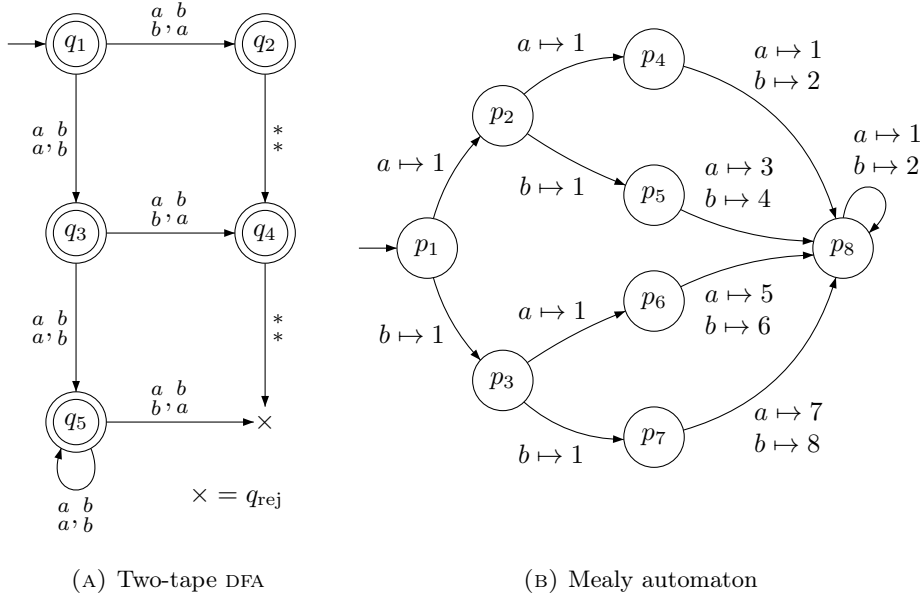 q₁
a b
b, a
q₂
a b
a, b
*
*
q₃
a b
b, a
q₄
a b
a, b
*
*
q₅
a b
b, a
×
a b
a, b
× = q_rej
(A) Two-tape DFA
p₁
a ↦ 1
b ↦ 1
p₂
a ↦ 1
b ↦ 1
p₃
a ↦ 1
b ↦ 1
p₄
a ↦ 1
b ↦ 2
p₅
a ↦ 3
b ↦ 4
p₆
a ↦ 5
b ↦ 6
p₇
a ↦ 7
b ↦ 8
p₈
a ↦ 1
b ↦ 2
(B) Mealy automaton